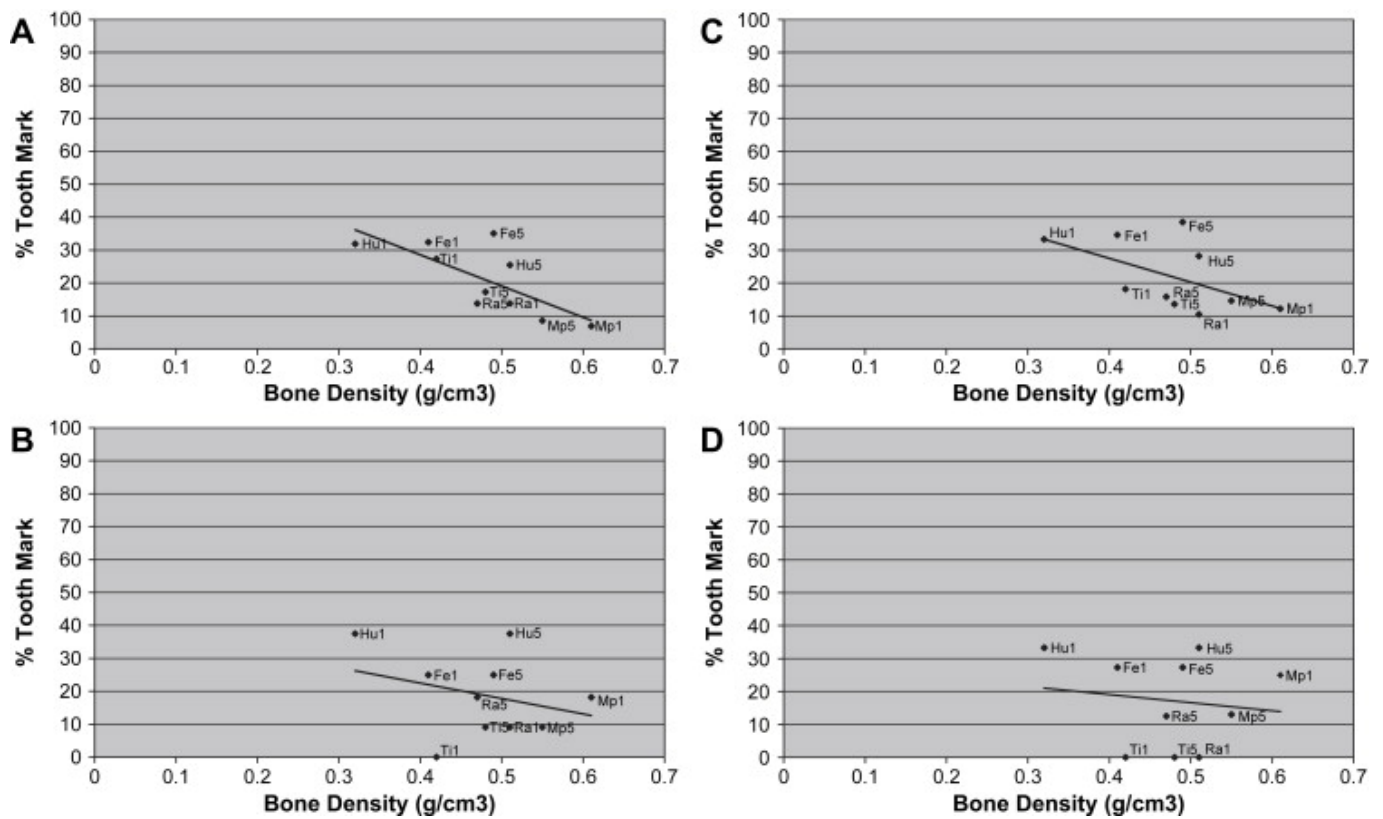 A
% Tooth Mark
100
90
80
70
60
50
40
30
20
10
0
Hu1
Fe1
Ti1
Fe5
Hu5
Ti5
Ra5
Ra1
Mp5
Mp1
0 0.1 0.2 0.3 0.4 0.5 0.6 0.7
Bone Density (g/cm3)
C
% Tooth Mark
100
90
80
70
60
50
40
30
20
10
0
Hu1
Fe1
Fe5
Hu5
Ti1
Ra5
Ti5
Ra1
Mp5
Mp1
0 0.1 0.2 0.3 0.4 0.5 0.6 0.7
Bone Density (g/cm3)
B
% Tooth Mark
100
90
80
70
60
50
40
30
20
10
0
Hu1
Hu5
Fe1
Fe5
Ra5
Mp1
Ti5
Ra1
Mp5
Ti1
0 0.1 0.2 0.3 0.4 0.5 0.6 0.7
Bone Density (g/cm3)
D
% Tooth Mark
100
90
80
70
60
50
40
30
20
10
0
Hu1
Hu5
Fe1
Fe5
Mp1
Ra5
Mp5
Ti1
Ti5
Ra1
0 0.1 0.2 0.3 0.4 0.5 0.6 0.7
Bone Density (g/cm3)